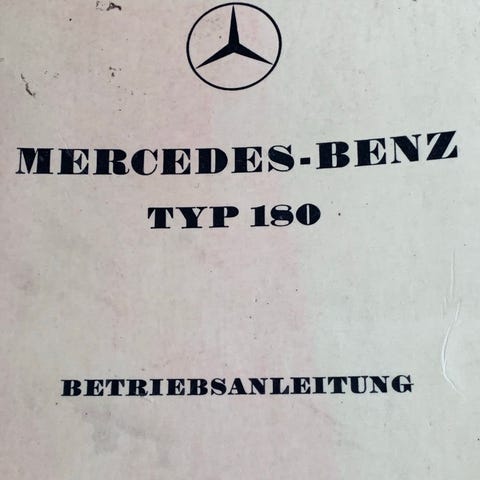 MERCEDES-BENZ
TYP 180
BETRIEBSANLEITUNG